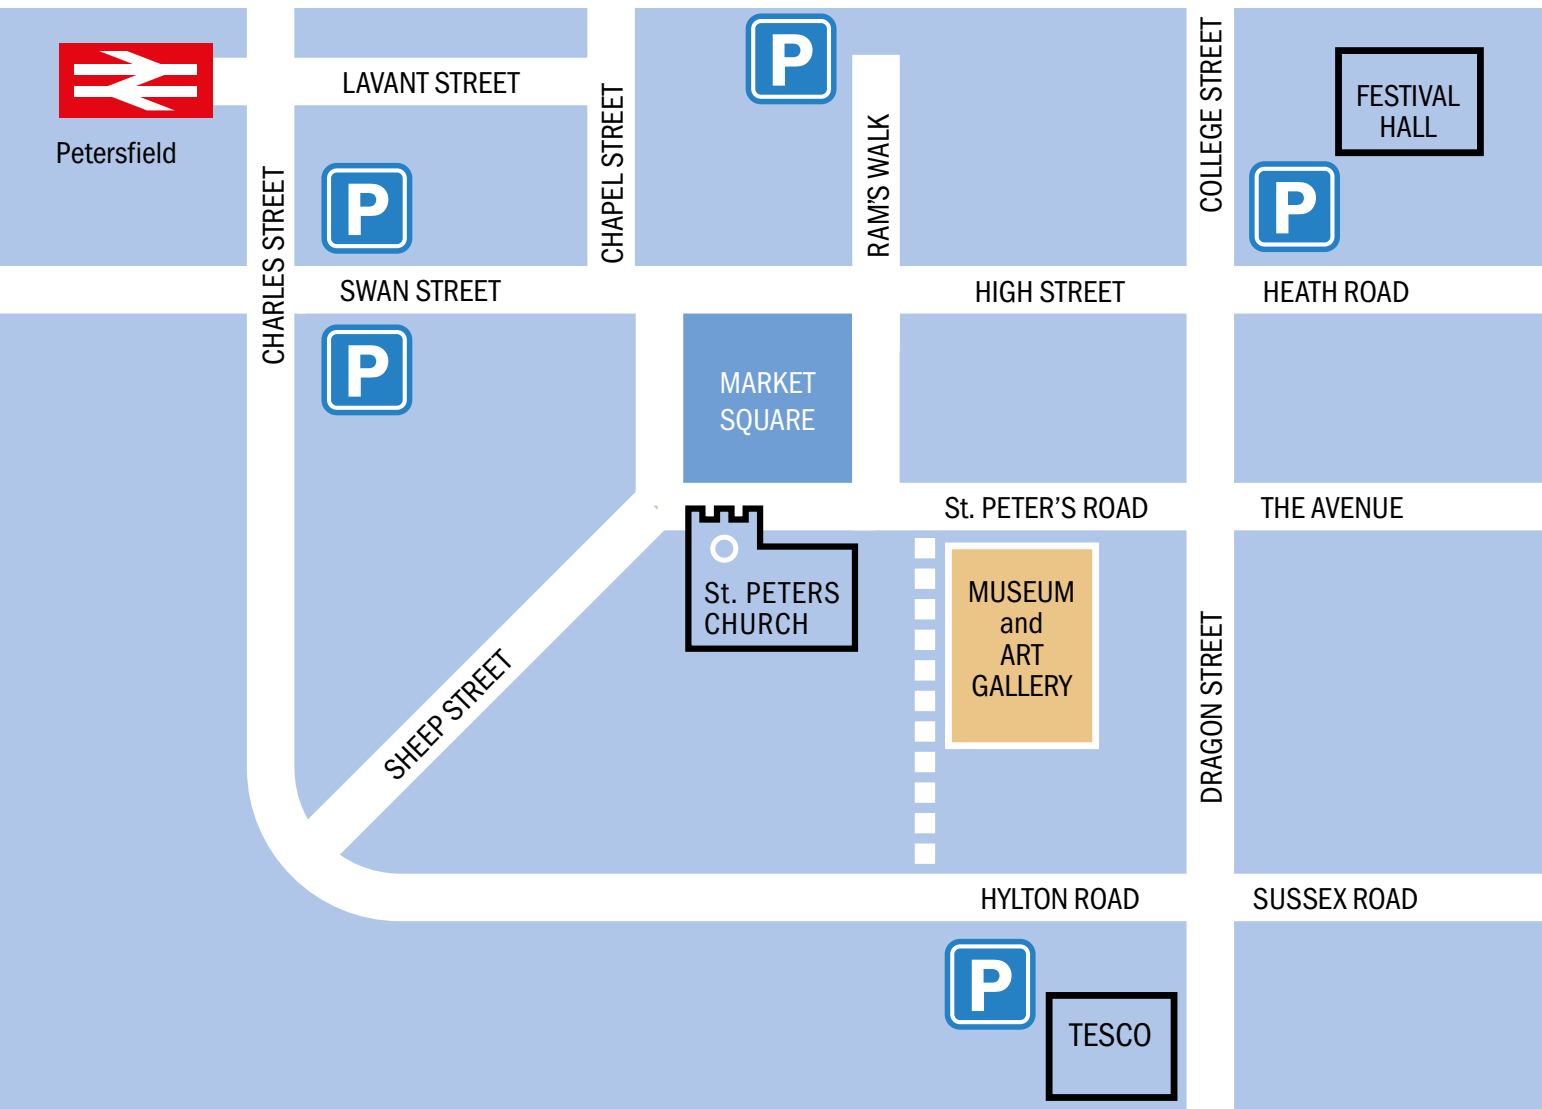 LAVANT STREET
Petersfield
CHARLES STREET
CHAPEL STREET
P
RAM'S WALK
COLLEGE STREET
FESTIVAL
HALL
P
P
SWAN STREET
HIGH STREET
HEATH ROAD
P
MARKET
SQUARE
St. PETER'S ROAD
THE AVENUE
St. PETERS
CHURCH
MUSEUM
and
ART
GALLERY
SHEEP STREET
DRAGON STREET
HYLTON ROAD
SUSSEX ROAD
P
TESCO